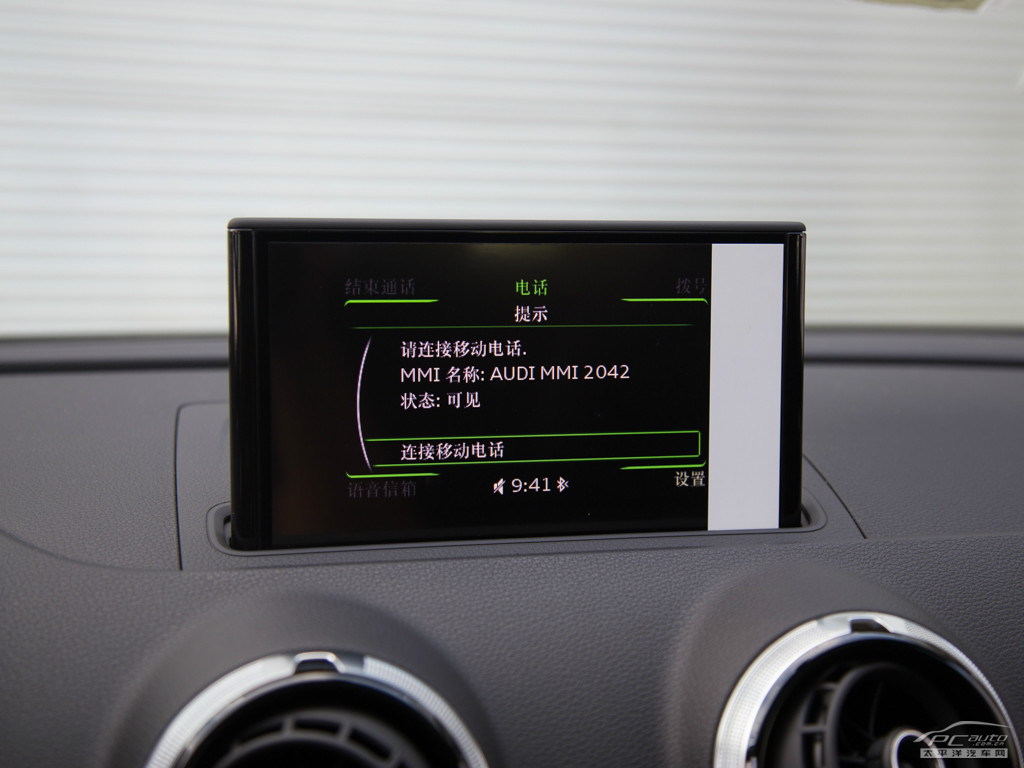 结束通话 电话 拨号
提示
请连接移动电话.
MMI 名称: AUDI MMI 2042
状态: 可见
连接移动电话
语音信箱 9:41 设置
PCauto
.com.cn
太平洋汽车网